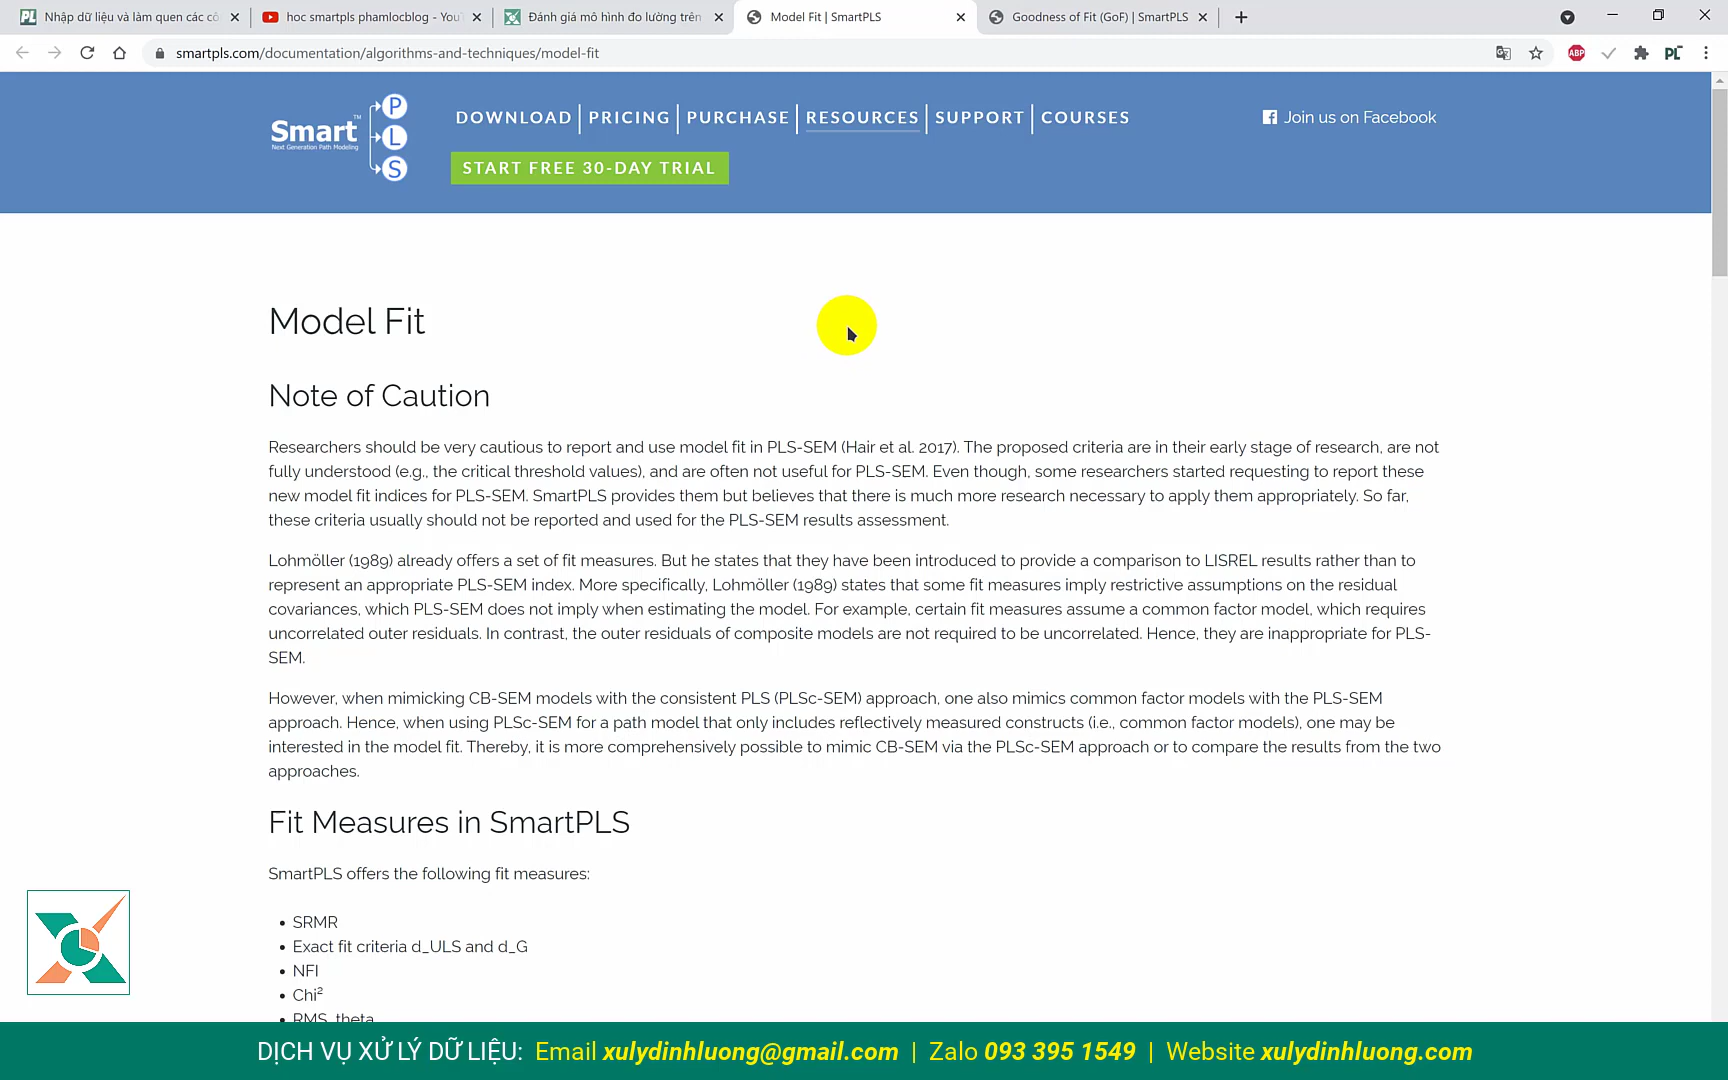 Nhập dữ liệu và làm quen các cô
hoc smartpls phamlocblog - You
Đánh giá mô hình đo lường trên
Model Fit | SmartPLS
Goodness of Fit (GoF) | SmartPLS
smartpls.com/documentation/algorithms-and-techniques/model-fit
ABP
PL
Smart™
Next Generation Path Modeling
P
L
S
DOWNLOAD
PRICING
PURCHASE
RESOURCES
SUPPORT
COURSES
Join us on Facebook
START FREE 30-DAY TRIAL
Model Fit
Note of Caution
Researchers should be very cautious to report and use model fit in PLS-SEM (Hair et al. 2017). The proposed criteria are in their early stage of research, are not
fully understood (e.g., the critical threshold values), and are often not useful for PLS-SEM. Even though, some researchers started requesting to report these
new model fit indices for PLS-SEM. SmartPLS provides them but believes that there is much more research necessary to apply them appropriately. So far,
these criteria usually should not be reported and used for the PLS-SEM results assessment.
Lohmöller (1989) already offers a set of fit measures. But he states that they have been introduced to provide a comparison to LISREL results rather than to
represent an appropriate PLS-SEM index. More specifically, Lohmöller (1989) states that some fit measures imply restrictive assumptions on the residual
covariances, which PLS-SEM does not imply when estimating the model. For example, certain fit measures assume a common factor model, which requires
uncorrelated outer residuals. In contrast, the outer residuals of composite models are not required to be uncorrelated. Hence, they are inappropriate for PLS-
SEM.
However, when mimicking CB-SEM models with the consistent PLS (PLSc-SEM) approach, one also mimics common factor models with the PLS-SEM
approach. Hence, when using PLSc-SEM for a path model that only includes reflectively measured constructs (i.e., common factor models), one may be
interested in the model fit. Thereby, it is more comprehensively possible to mimic CB-SEM via the PLSc-SEM approach or to compare the results from the two
approaches.
Fit Measures in SmartPLS
SmartPLS offers the following fit measures:
• SRMR
• Exact fit criteria d_ULS and d_G
• NFI
• Chi²
• RMS_theta
DỊCH VỤ XỬ LÝ DỮ LIỆU: Email xulydinhluong@gmail.com | Zalo 093 395 1549 | Website xulydinhluong.com